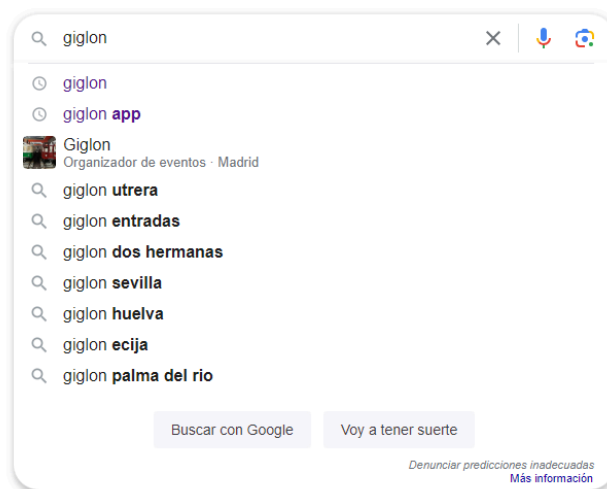 giglon
giglon
giglon app
Giglon
Organizador de eventos · Madrid
giglon utrera
giglon entradas
giglon dos hermanas
giglon sevilla
giglon huelva
giglon ecija
giglon palma del rio
Buscar con Google Voy a tener suerte
Denunciar predicciones inadecuadas
Más información